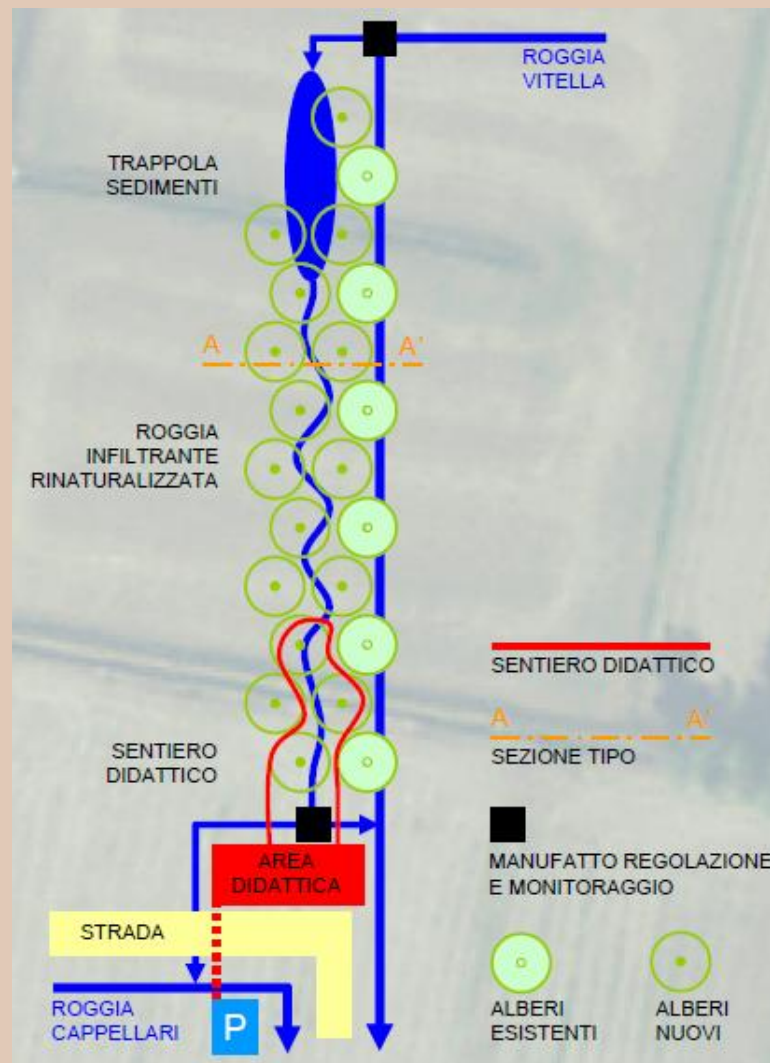 ROGGIA
VITELLA
TRAPPOLA
SEDIMENTI
A A'
ROGGIA
INFILTRANTE
RINATURALIZZATA
SENTIERO DIDATTICO
A A'
SEZIONE TIPO
SENTIERO
DIDATTICO
MANUFATTO REGOLAZIONE
E MONITORAGGIO
AREA
DIDATTICA
STRADA
ROGGIA
CAPPELLARI
P
ALBERI
ESISTENTI
ALBERI
NUOVI